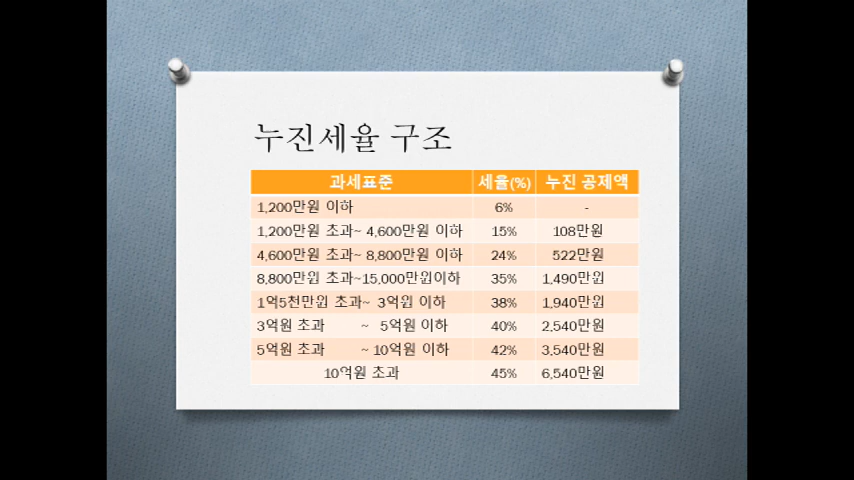 누진세율 구조
과세표준 세율(%) 누진 공제액
1,200만원 이하 6% -
1,200만원 초과~ 4,600만원 이하 15% 108만원
4,600만원 초과~ 8,800만원 이하 24% 522만원
8,800만원 초과~15,000만원이하 35% 1,490만원
1억5천만원 초과~ 3억원 이하 38% 1,940만원
3억원 초과 ~ 5억원 이하 40% 2,540만원
5억원 초과 ~ 10억원 이하 42% 3,540만원
10억원 초과 45% 6,540만원